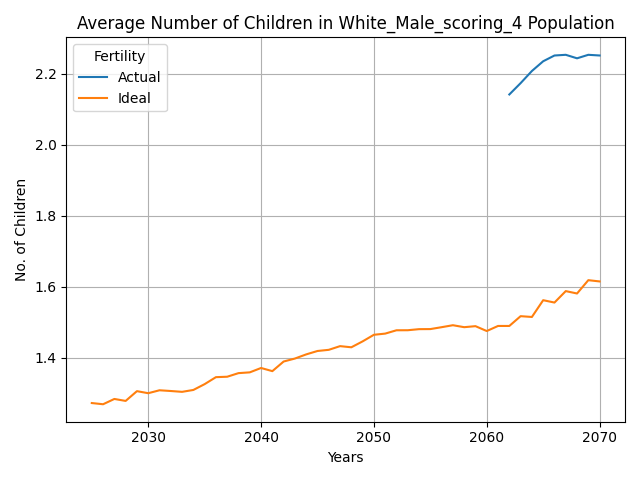 Average Number of Children in White_Male_scoring_4 Population
Fertility
Actual
Ideal
No. of Children
2.2
2.0
1.8
1.6
1.4
2030 2040 2050 2060 2070
Years